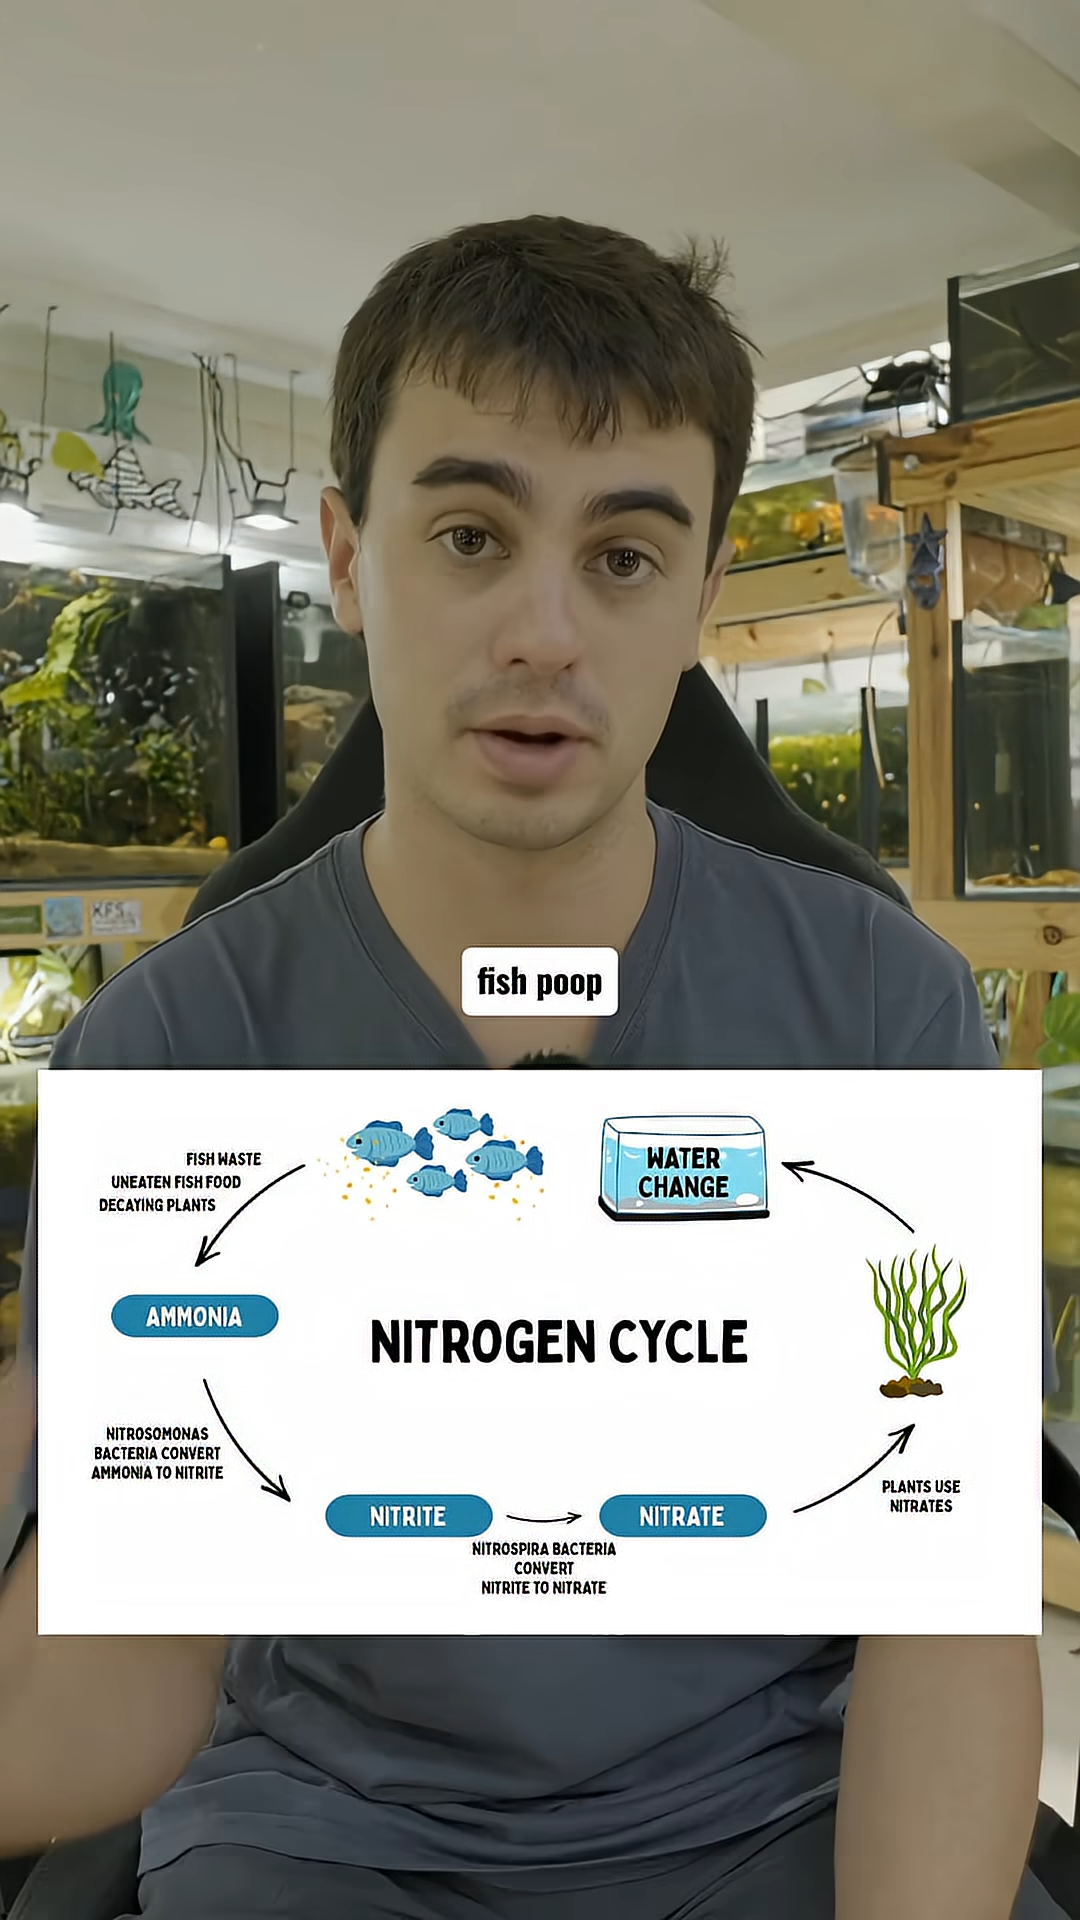 KFS
fish poop
FISH WASTE
UNEATEN FISH FOOD
DECAYING PLANTS
WATER
CHANGE
AMMONIA
NITROGEN CYCLE
NITROSOMONAS
BACTERIA CONVERT
AMMONIA TO NITRITE
NITRITE
NITRATE
PLANTS USE
NITRATES
NITROSPIRA BACTERIA
CONVERT
NITRITE TO NITRATE